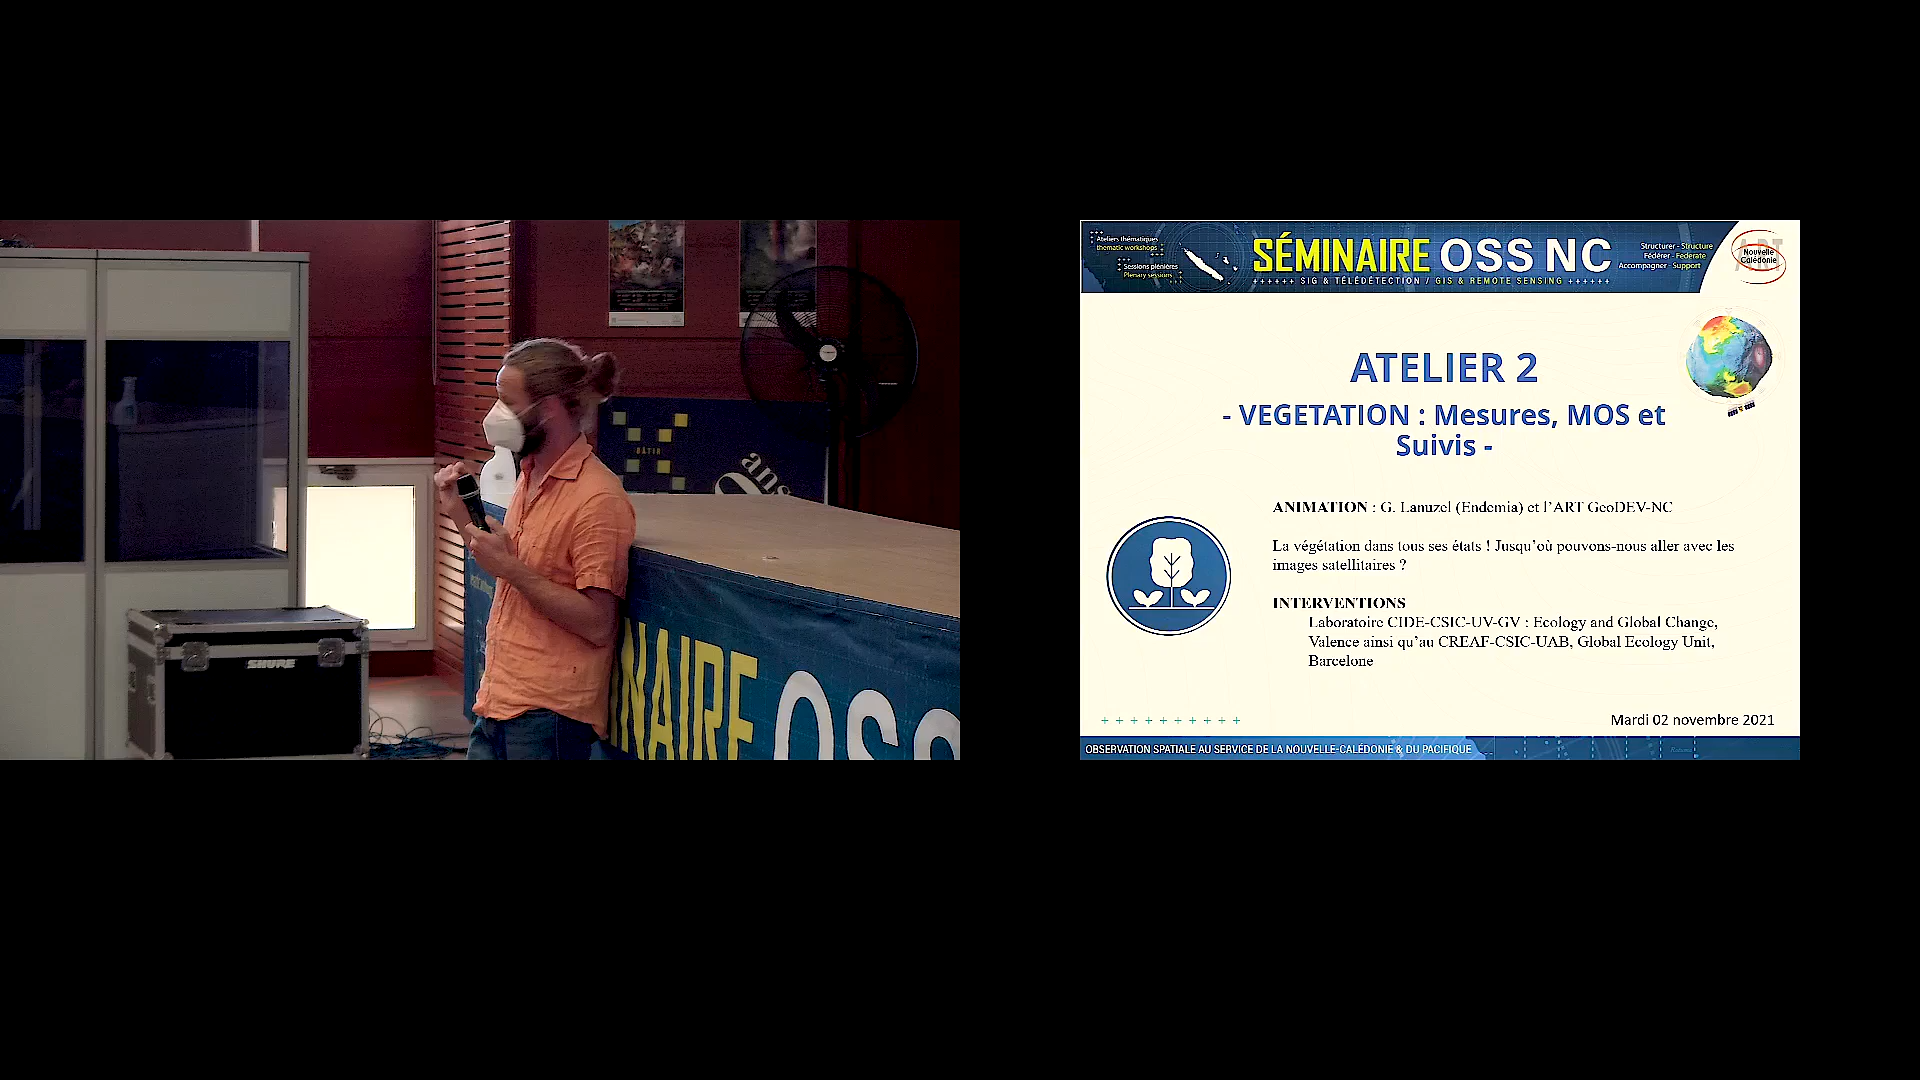 BÂTIR
ans
SHURE
INAIRE OSS
Ateliers thématiques
thematic workshops
Sessions plénières
Plenary sessions
SÉMINAIRE OSS NC
++++++ SIG & TÉLÉDÉTECTION / GIS & REMOTE SENSING ++++++
Structurer - Structure
Fédérer - Federate
Accompagner - Support
ART
Nouvelle
Calédonie
ATELIER 2
- VEGETATION : Mesures, MOS et
Suivis -
ANIMATION : G. Lanuzel (Endemia) et l’ART GeoDEV-NC
La végétation dans tous ses états ! Jusqu’où pouvons-nous aller avec les
images satellitaires ?
INTERVENTIONS
Laboratoire CIDE-CSIC-UV-GV : Ecology and Global Change,
Valence ainsi qu’au CREAF-CSIC-UAB, Global Ecology Unit,
Barcelone
++++++++++
Mardi 02 novembre 2021
OBSERVATION SPATIALE AU SERVICE DE LA NOUVELLE-CALÉDONIE & DU PACIFIQUE